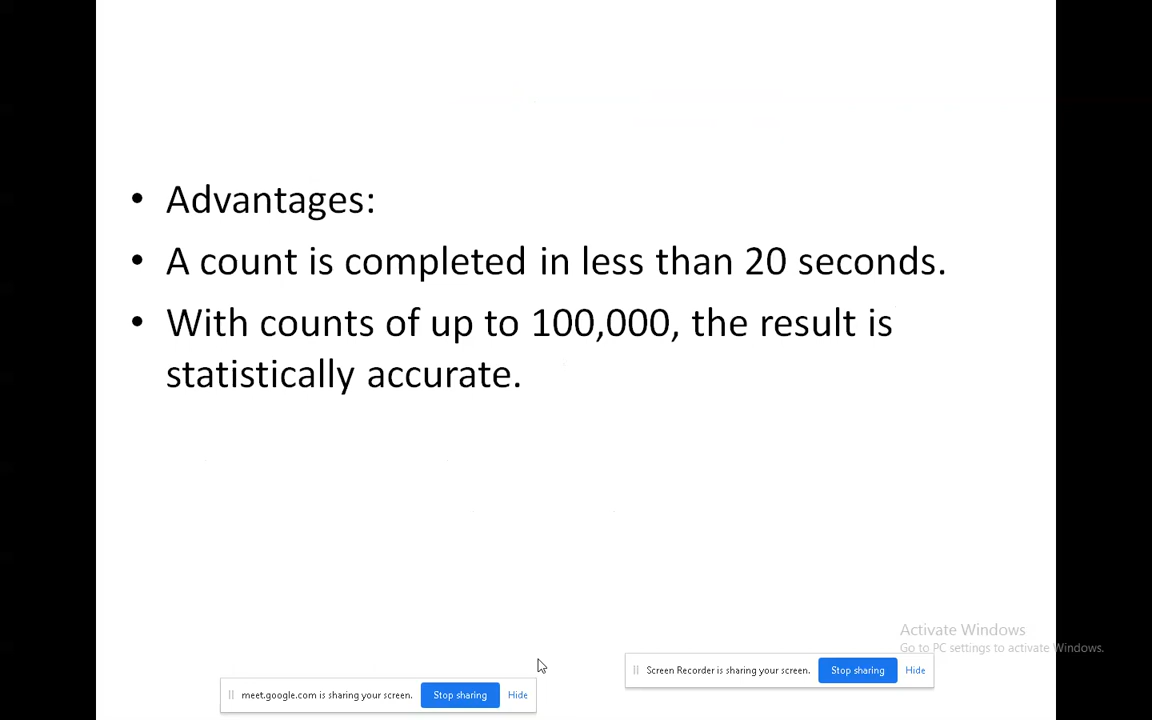 • Advantages:
• A count is completed in less than 20 seconds.
• With counts of up to 100,000, the result is
statistically accurate.
Activate Windows
Go to PC settings to activate Windows.
Screen Recorder is sharing your screen. Stop sharing Hide
meet.google.com is sharing your screen. Stop sharing Hide